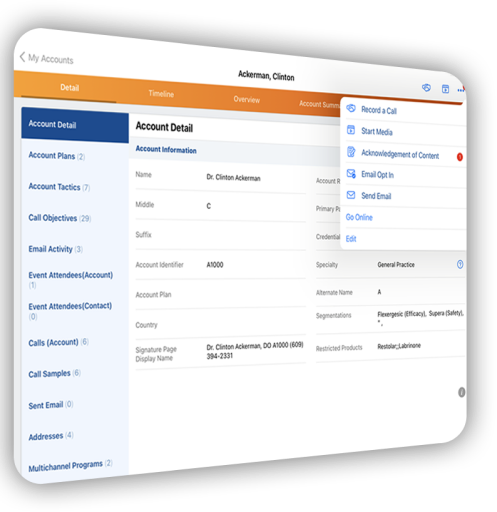 My Accounts
Ackerman, Clinton
Detail
Timeline
Overview
Account Summ
Record a Call
Start Media
Acknowledgement of Content
Email Opt In
Send Email
Go Online
Edit
Account Detail
Account Plans (2)
Account Tactics (7)
Call Objectives (29)
Email Activity (3)
Event Attendees(Account)
(1)
Event Attendees(Contact)
(0)
Calls (Account) (6)
Call Samples (6)
Sent Email (0)
Addresses (4)
Multichannel Programs (2)
Account Detail
Account Information
Name
Dr. Clinton Ackerman
Middle
C
Suffix
Account Identifier
A1000
Account Plan
Country
Signature Page
Display Name
Dr. Clinton Ackerman, DO A1000 (609)
394-2331
Account R
Primary Pa
Credential
Specialty
General Practice
Alternate Name
A
Segmentations
Flexergesic (Efficacy), Supera (Safety),
Restricted Products
Restolar;;Labrinone